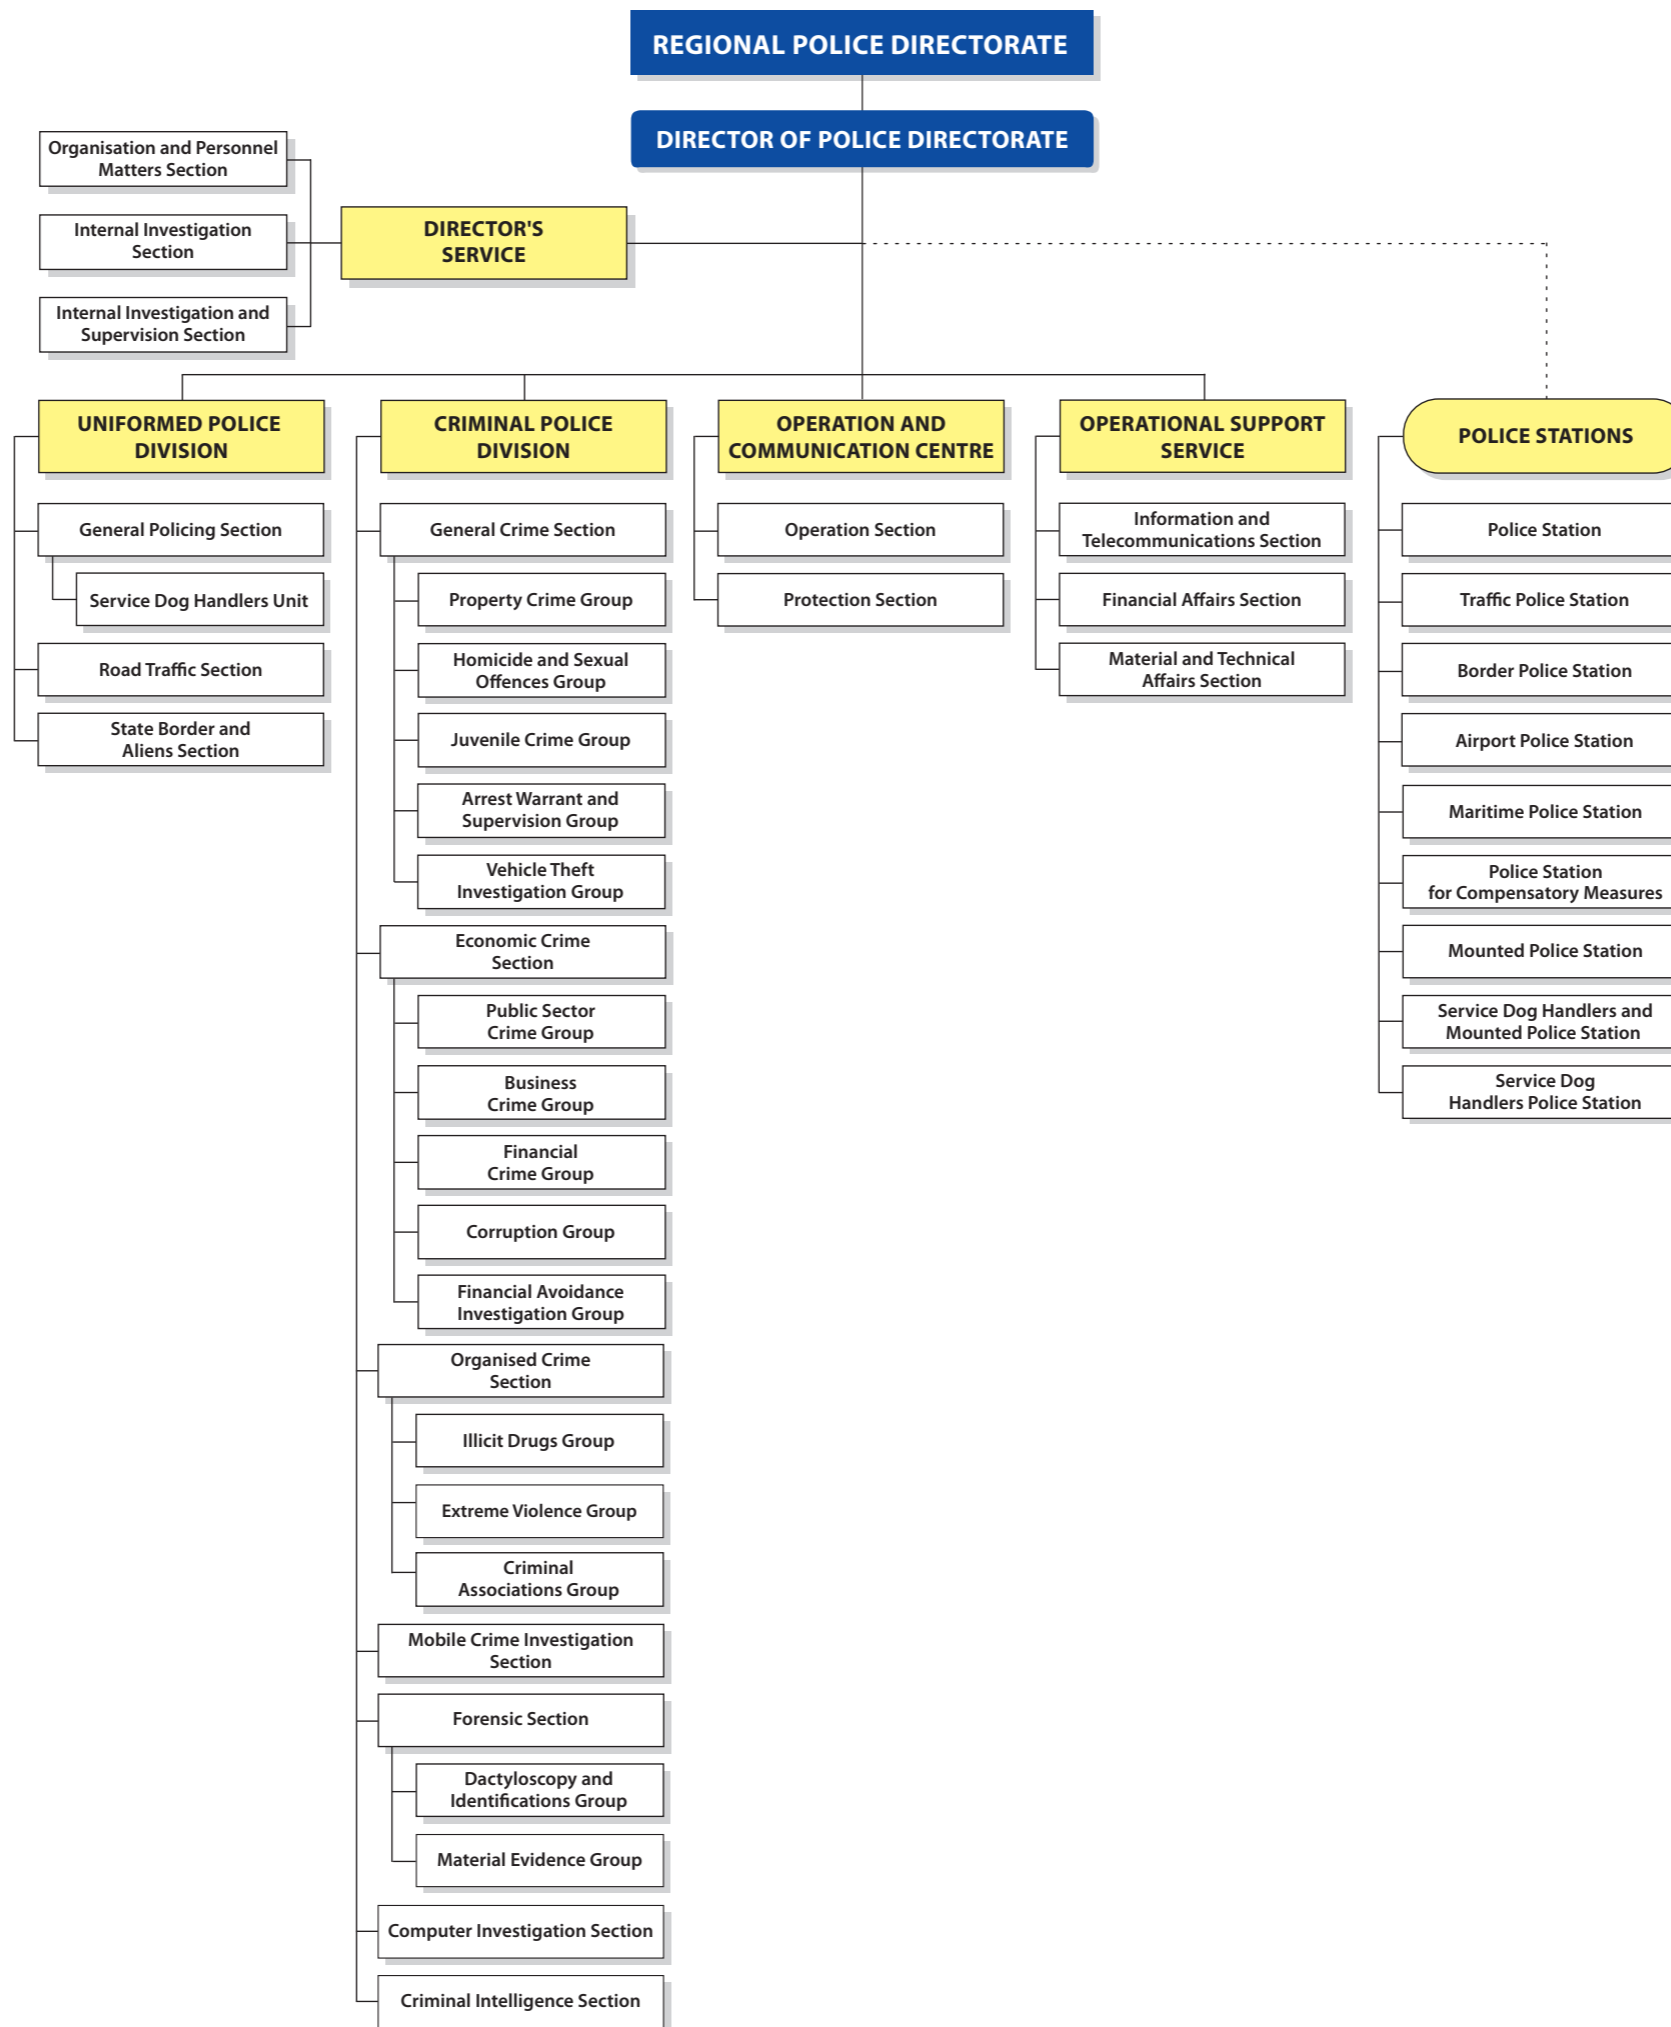 REGIONAL POLICE DIRECTORATE
DIRECTOR OF POLICE DIRECTORATE
Organisation and Personnel
Matters Section
Internal Investigation
Section
Internal Investigation and
Supervision Section
DIRECTOR'S
SERVICE
UNIFORMED POLICE
DIVISION
General Policing Section
Service Dog Handlers Unit
Road Traffic Section
State Border and
Aliens Section
CRIMINAL POLICE
DIVISION
General Crime Section
Property Crime Group
Homicide and Sexual
Offences Group
Juvenile Crime Group
Arrest Warrant and
Supervision Group
Vehicle Theft
Investigation Group
Economic Crime
Section
Public Sector
Crime Group
Business
Crime Group
Financial
Crime Group
Corruption Group
Financial Avoidance
Investigation Group
Organised Crime
Section
Illicit Drugs Group
Extreme Violence Group
Criminal
Associations Group
Mobile Crime Investigation
Section
Forensic Section
Dactyloscopy and
Identifications Group
Material Evidence Group
Computer Investigation Section
Criminal Intelligence Section
OPERATION AND
COMMUNICATION CENTRE
Operation Section
Protection Section
OPERATIONAL SUPPORT
SERVICE
Information and
Telecommunications Section
Financial Affairs Section
Material and Technical
Affairs Section
POLICE STATIONS
Police Station
Traffic Police Station
Border Police Station
Airport Police Station
Maritime Police Station
Police Station
for Compensatory Measures
Mounted Police Station
Service Dog Handlers and
Mounted Police Station
Service Dog
Handlers Police Station